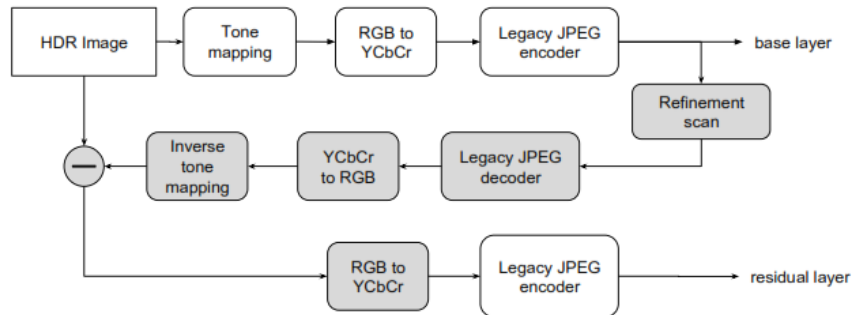 HDR Image
Tone
mapping
RGB to
YCbCr
Legacy JPEG
encoder
base layer
Refinement
scan
Inverse
tone
mapping
YCbCr
to RGB
Legacy JPEG
decoder
RGB to
YCbCr
Legacy JPEG
encoder
residual layer